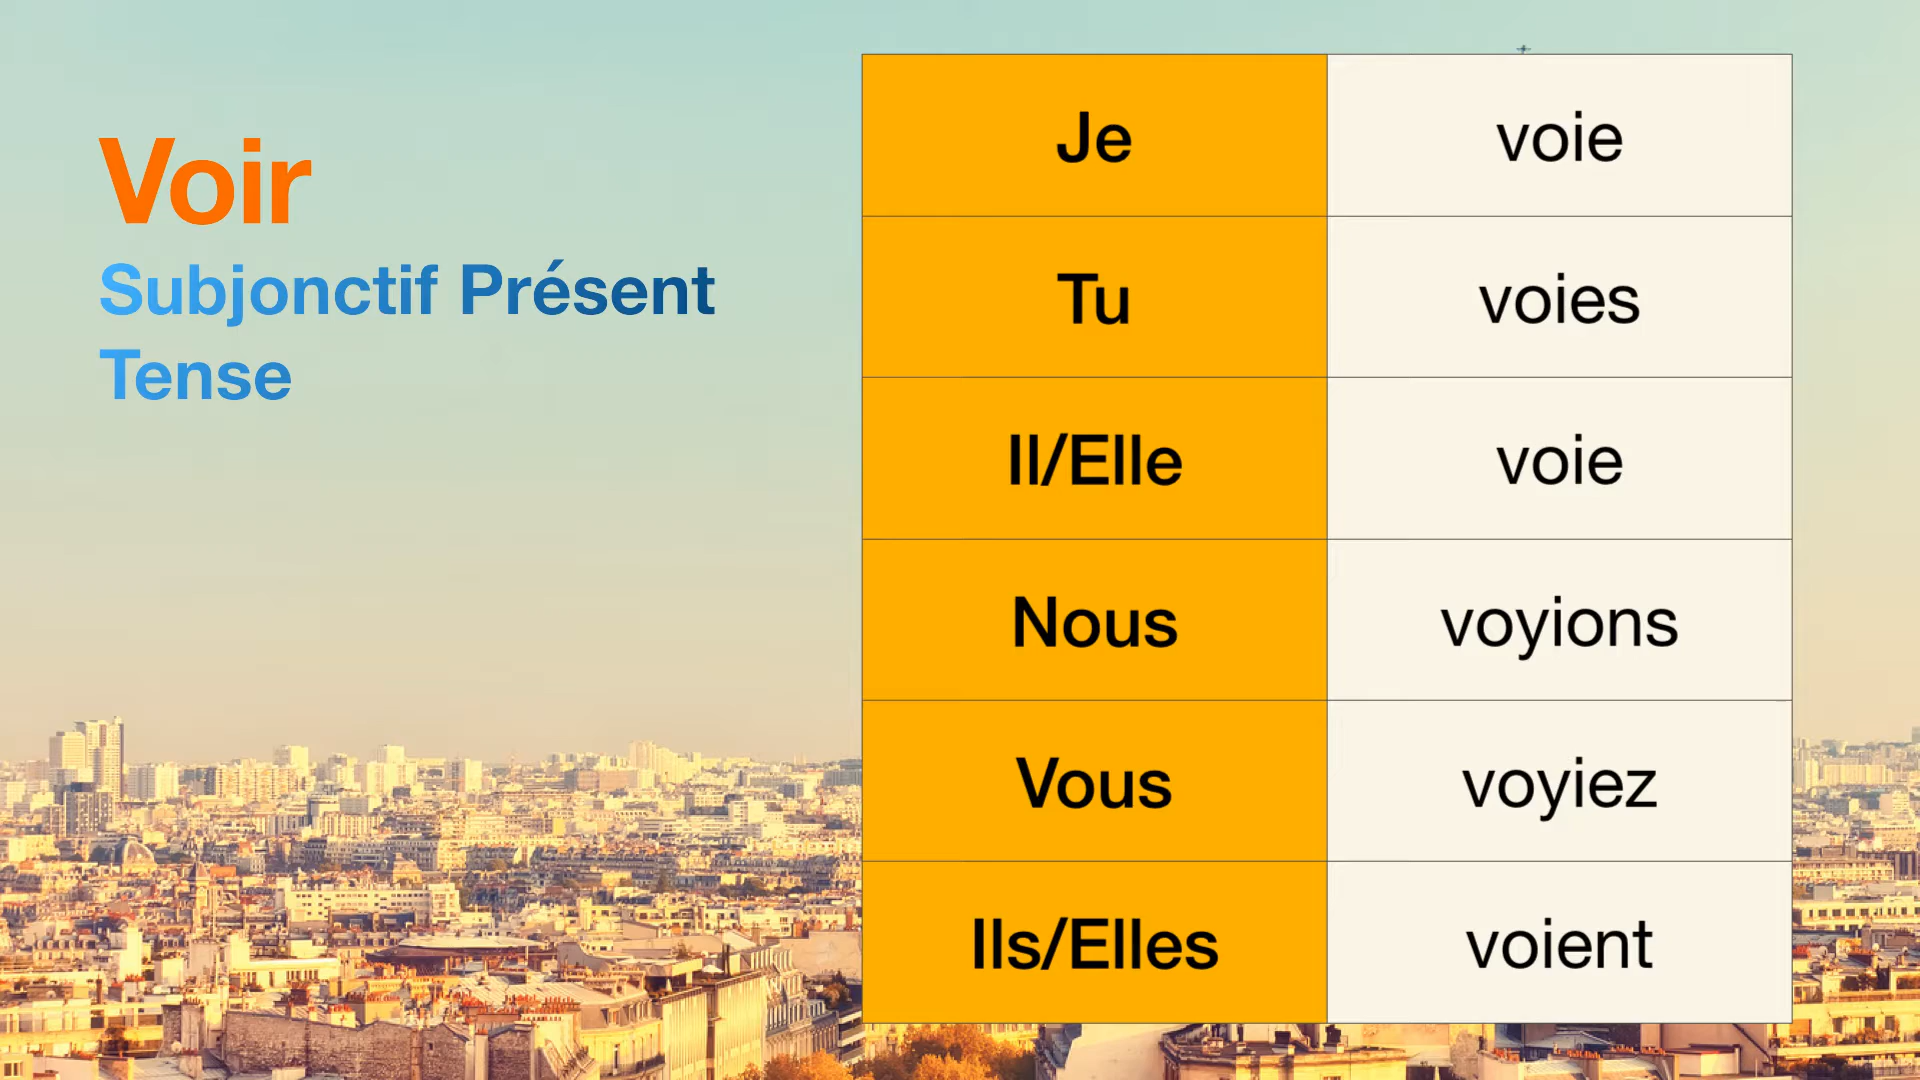 Voir
Subjonctif Présent
Tense
Je voie
Tu voies
Il/Elle voie
Nous voyions
Vous voyiez
Ils/Elles voient